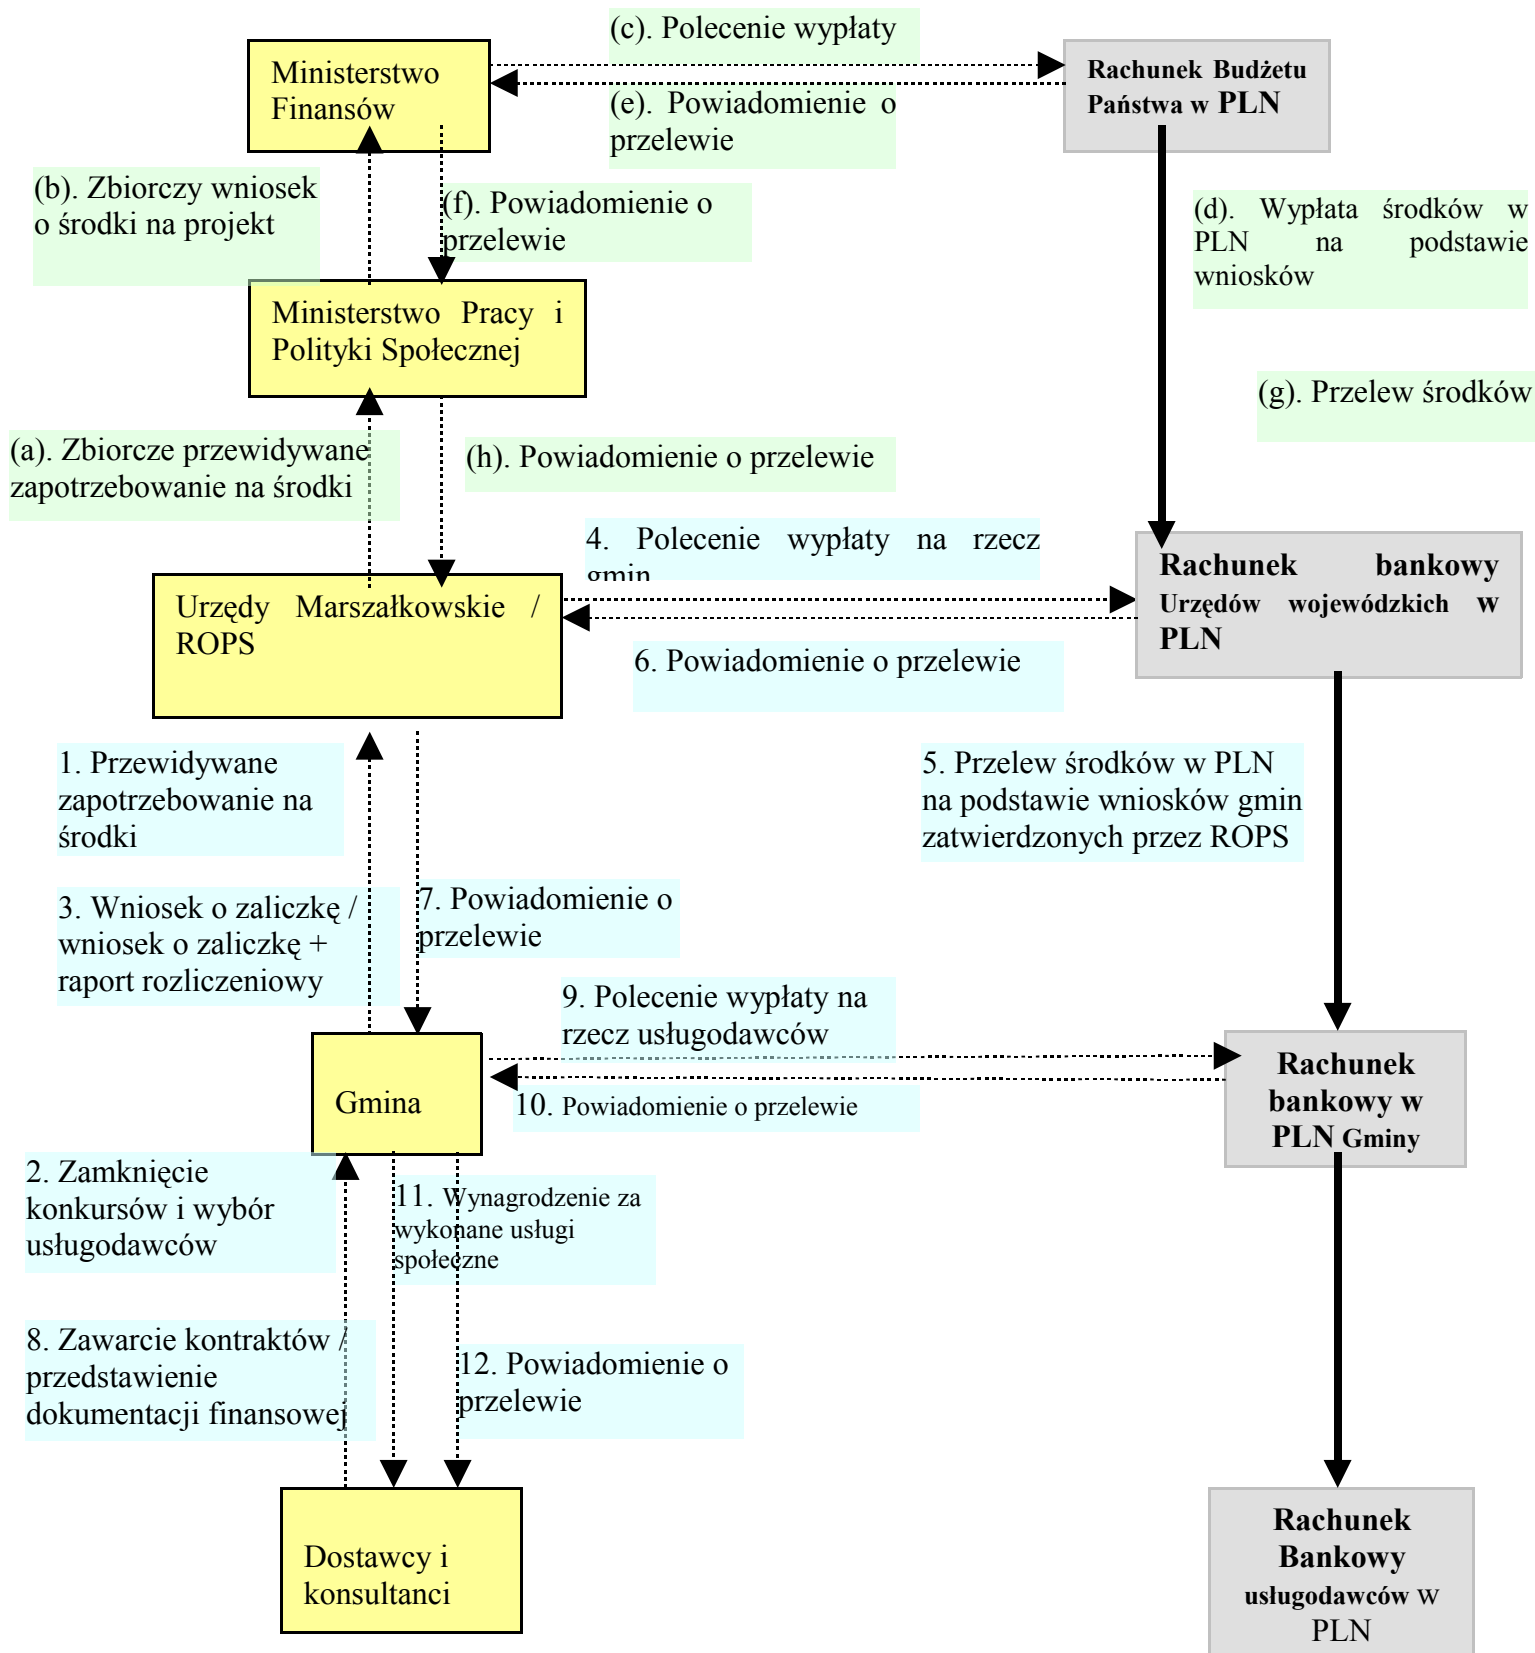 (c). Polecenie wypłaty
Ministerstwo
Finansów
Rachunek Budżetu
Państwa w PLN
(e). Powiadomienie o
przelewie
(b). Zbiorczy wniosek
o środki na projekt
(f). Powiadomienie o
przelewie
(d). Wypłata środków w
PLN na podstawie
wniosków
Ministerstwo Pracy i
Polityki Społecznej
(g). Przelew środków
(a). Zbiorcze przewidywane
zapotrzebowanie na środki
(h). Powiadomienie o przelewie
4. Polecenie wypłaty na rzecz
gmin
Urzędy Marszałkowskie /
ROPS
Rachunek bankowy
Urzędów wojewódzkich w
PLN
6. Powiadomienie o przelewie
1. Przewidywane
zapotrzebowanie na
środki
5. Przelew środków w PLN
na podstawie wniosków gmin
zatwierdzonych przez ROPS
3. Wniosek o zaliczkę /
wniosek o zaliczkę +
raport rozliczeniowy
7. Powiadomienie o
przelewie
9. Polecenie wypłaty na
rzecz usługodawców
Gmina
10. Powiadomienie o przelewie
Rachunek
bankowy w
PLN Gminy
2. Zamknięcie
konkursów i wybór
usługodawców
11. Wynagrodzenie za
wykonane usługi
społeczne
8. Zawarcie kontraktów /
przedstawienie
dokumentacji finansowej
12. Powiadomienie o
przelewie
Dostawcy i
konsultanci
Rachunek
Bankowy
usługodawców w
PLN